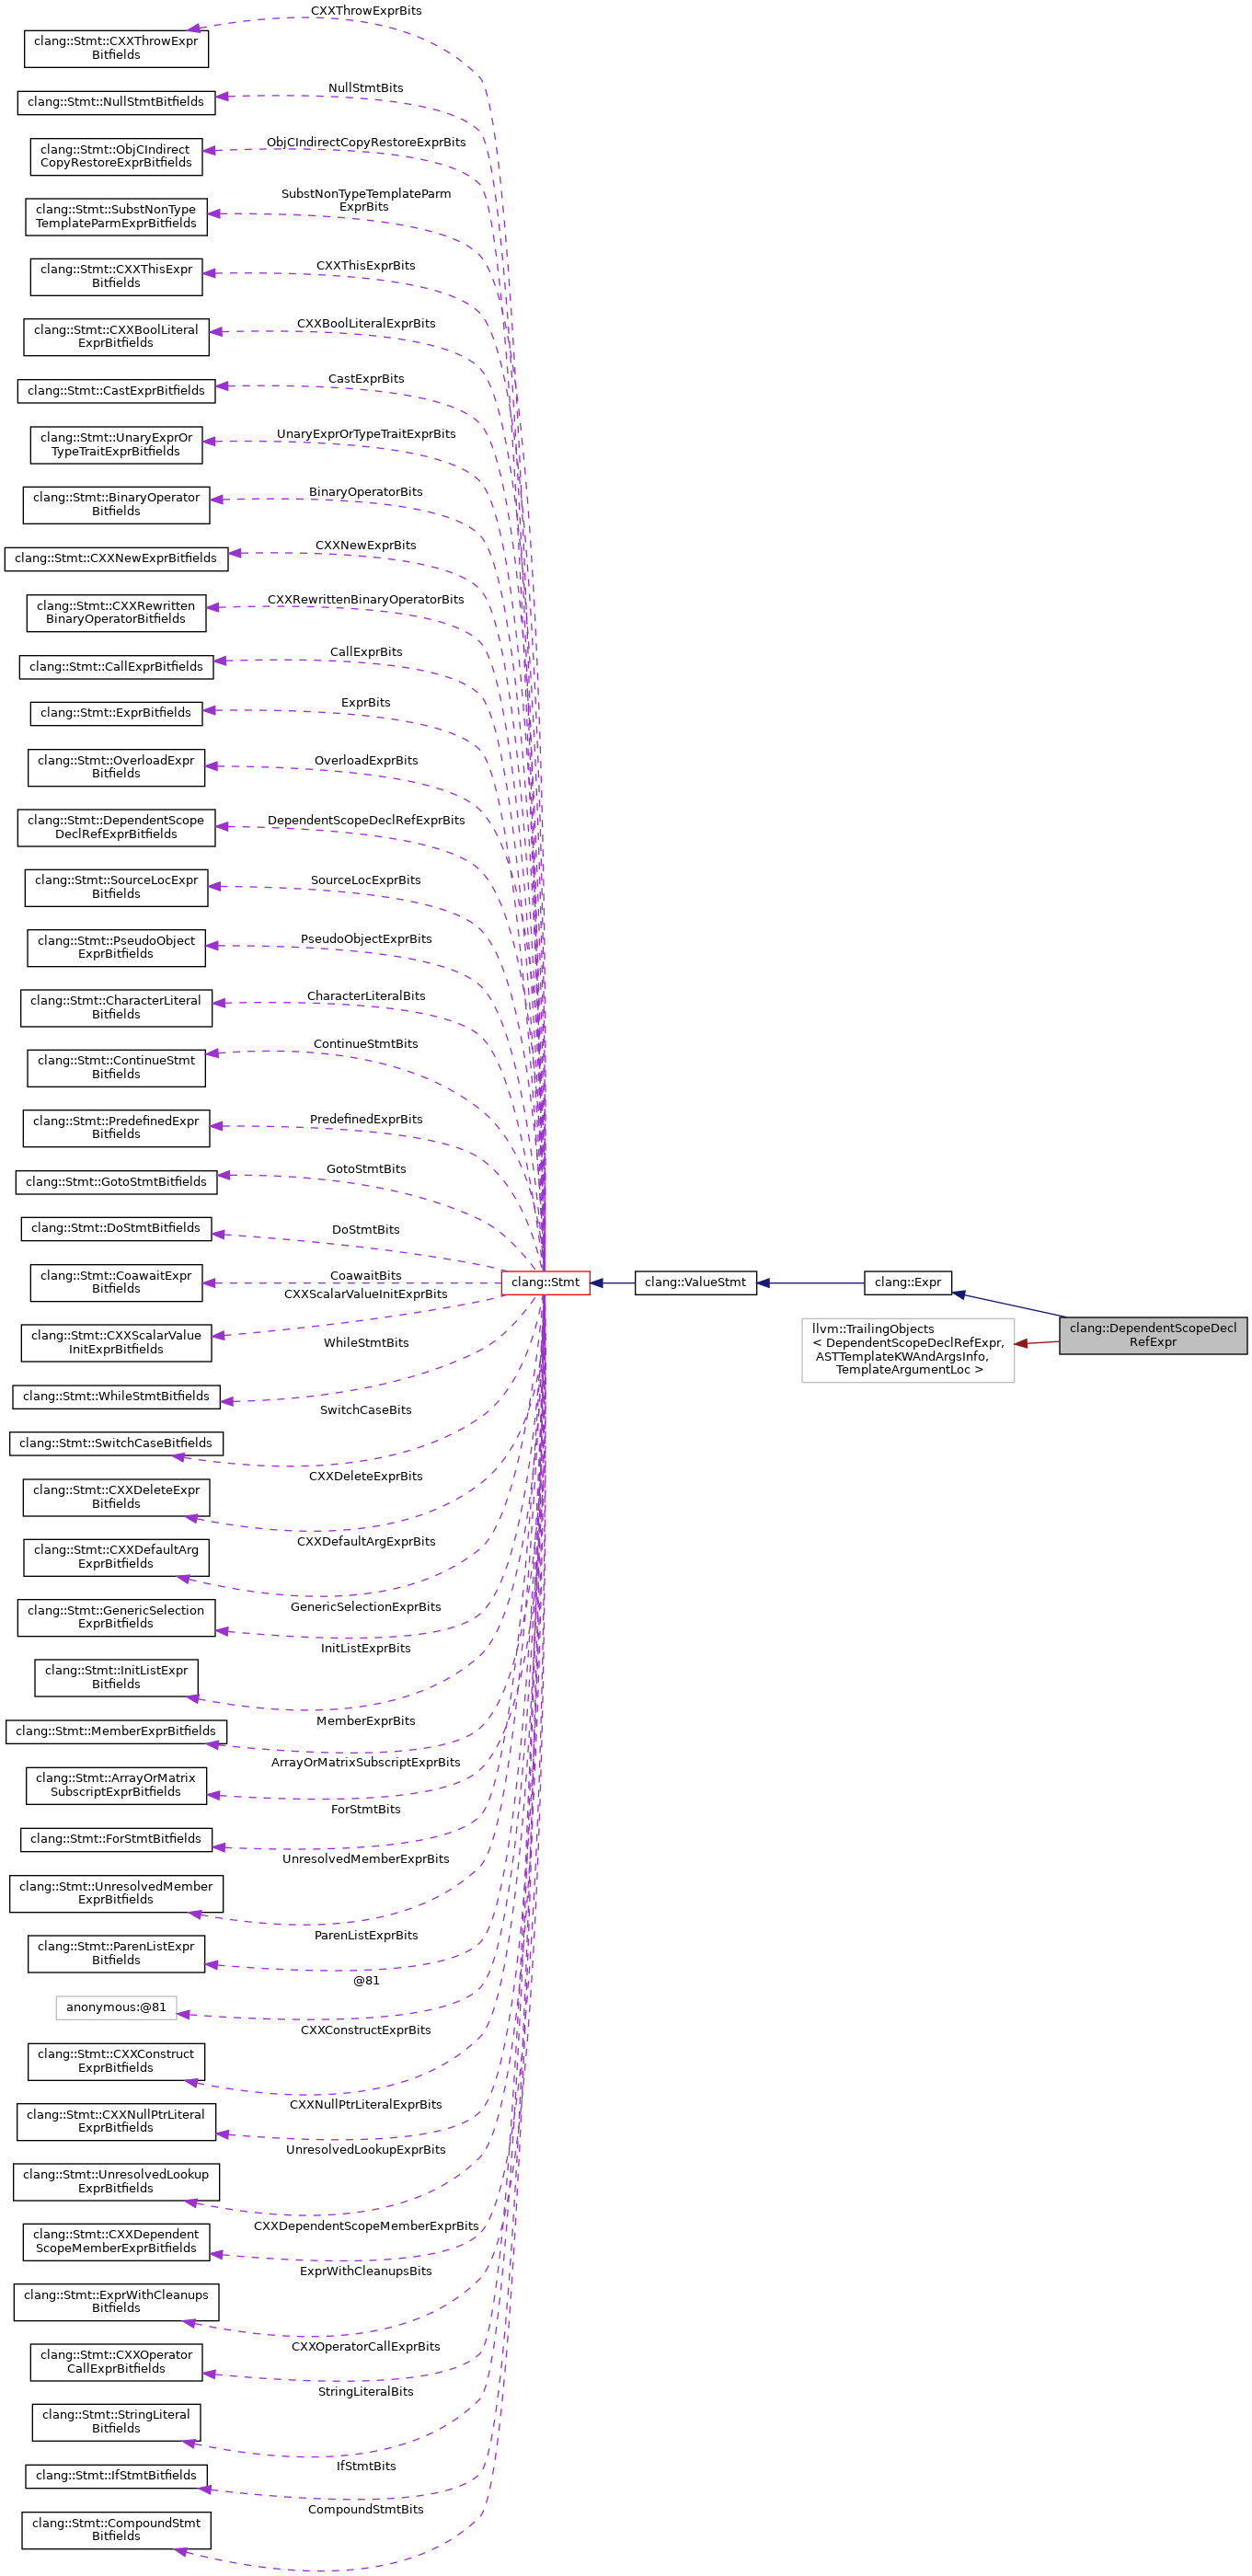 CXXThrowExprBits
clang::Stmt::CXXThrowExpr
Bitfields
NullStmtBits
clang::Stmt::NullStmtBitfields
ObjCIndirectCopyRestoreExprBits
clang::Stmt::ObjCIndirect
CopyRestoreExprBitfields
SubstNonTypeTemplateParm
ExprBits
clang::Stmt::SubstNonType
TemplateParmExprBitfields
CXXThisExprBits
clang::Stmt::CXXThisExpr
Bitfields
CXXBoolLiteralExprBits
clang::Stmt::CXXBoolLiteral
ExprBitfields
CastExprBits
clang::Stmt::CastExprBitfields
UnaryExprOrTypeTraitExprBits
clang::Stmt::UnaryExprOr
TypeTraitExprBitfields
BinaryOperatorBits
clang::Stmt::BinaryOperator
Bitfields
CXXNewExprBits
clang::Stmt::CXXNewExprBitfields
CXXRewrittenBinaryOperatorBits
clang::Stmt::CXXRewritten
BinaryOperatorBitfields
CallExprBits
clang::Stmt::CallExprBitfields
ExprBits
clang::Stmt::ExprBitfields
OverloadExprBits
clang::Stmt::OverloadExpr
Bitfields
DependentScopeDeclRefExprBits
clang::Stmt::DependentScope
DeclRefExprBitfields
SourceLocExprBits
clang::Stmt::SourceLocExpr
Bitfields
PseudoObjectExprBits
clang::Stmt::PseudoObject
ExprBitfields
CharacterLiteralBits
clang::Stmt::CharacterLiteral
Bitfields
ContinueStmtBits
clang::Stmt::ContinueStmt
Bitfields
PredefinedExprBits
clang::Stmt::PredefinedExpr
Bitfields
GotoStmtBits
clang::Stmt::GotoStmtBitfields
DoStmtBits
clang::Stmt::DoStmtBitfields
CoawaitBits
clang::Stmt::CoawaitExpr
Bitfields
clang::Stmt
clang::ValueStmt
clang::Expr
CXXScalarValueInitExprBits
clang::Stmt::CXXScalarValue
InitExprBitfields
llvm::TrailingObjects
< DependentScopeDeclRefExpr,
ASTTemplateKWAndArgsInfo,
TemplateArgumentLoc >
clang::DependentScopeDecl
RefExpr
WhileStmtBits
clang::Stmt::WhileStmtBitfields
SwitchCaseBits
clang::Stmt::SwitchCaseBitfields
CXXDeleteExprBits
clang::Stmt::CXXDeleteExpr
Bitfields
CXXDefaultArgExprBits
clang::Stmt::CXXDefaultArg
ExprBitfields
GenericSelectionExprBits
clang::Stmt::GenericSelection
ExprBitfields
InitListExprBits
clang::Stmt::InitListExpr
Bitfields
MemberExprBits
clang::Stmt::MemberExprBitfields
ArrayOrMatrixSubscriptExprBits
clang::Stmt::ArrayOrMatrix
SubscriptExprBitfields
ForStmtBits
clang::Stmt::ForStmtBitfields
UnresolvedMemberExprBits
clang::Stmt::UnresolvedMember
ExprBitfields
ParenListExprBits
clang::Stmt::ParenListExpr
Bitfields
@81
anonymous:@81
CXXConstructExprBits
clang::Stmt::CXXConstruct
ExprBitfields
CXXNullPtrLiteralExprBits
clang::Stmt::CXXNullPtrLiteral
ExprBitfields
UnresolvedLookupExprBits
clang::Stmt::UnresolvedLookup
ExprBitfields
CXXDependentScopeMemberExprBits
clang::Stmt::CXXDependent
ScopeMemberExprBitfields
ExprWithCleanupsBits
clang::Stmt::ExprWithCleanups
Bitfields
CXXOperatorCallExprBits
clang::Stmt::CXXOperator
CallExprBitfields
StringLiteralBits
clang::Stmt::StringLiteral
Bitfields
IfStmtBits
clang::Stmt::IfStmtBitfields
CompoundStmtBits
clang::Stmt::CompoundStmt
Bitfields